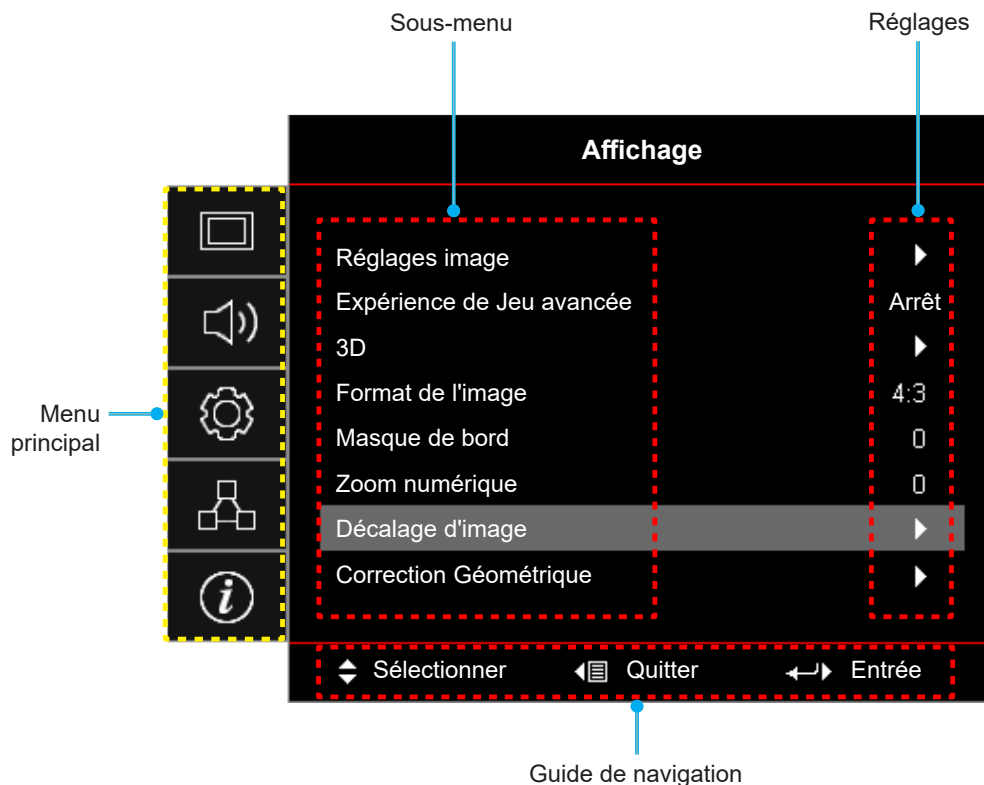 Sous-menu
Réglages
Affichage
Réglages image
Expérience de Jeu avancée Arrêt
3D
Format de l'image 4:3
Masque de bord 0
Zoom numérique 0
Décalage d'image
Correction Géométrique
Menu
principal
Sélectionner Quitter Entrée
Guide de navigation